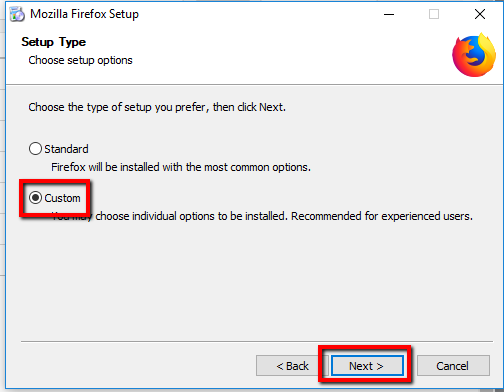 Mozilla Firefox Setup
Setup Type
Choose setup options
Choose the type of setup you prefer, then click Next.
Standard
Firefox will be installed with the most common options.
Custom
You may choose individual options to be installed. Recommended for experienced users.
< Back
Next >
Cancel